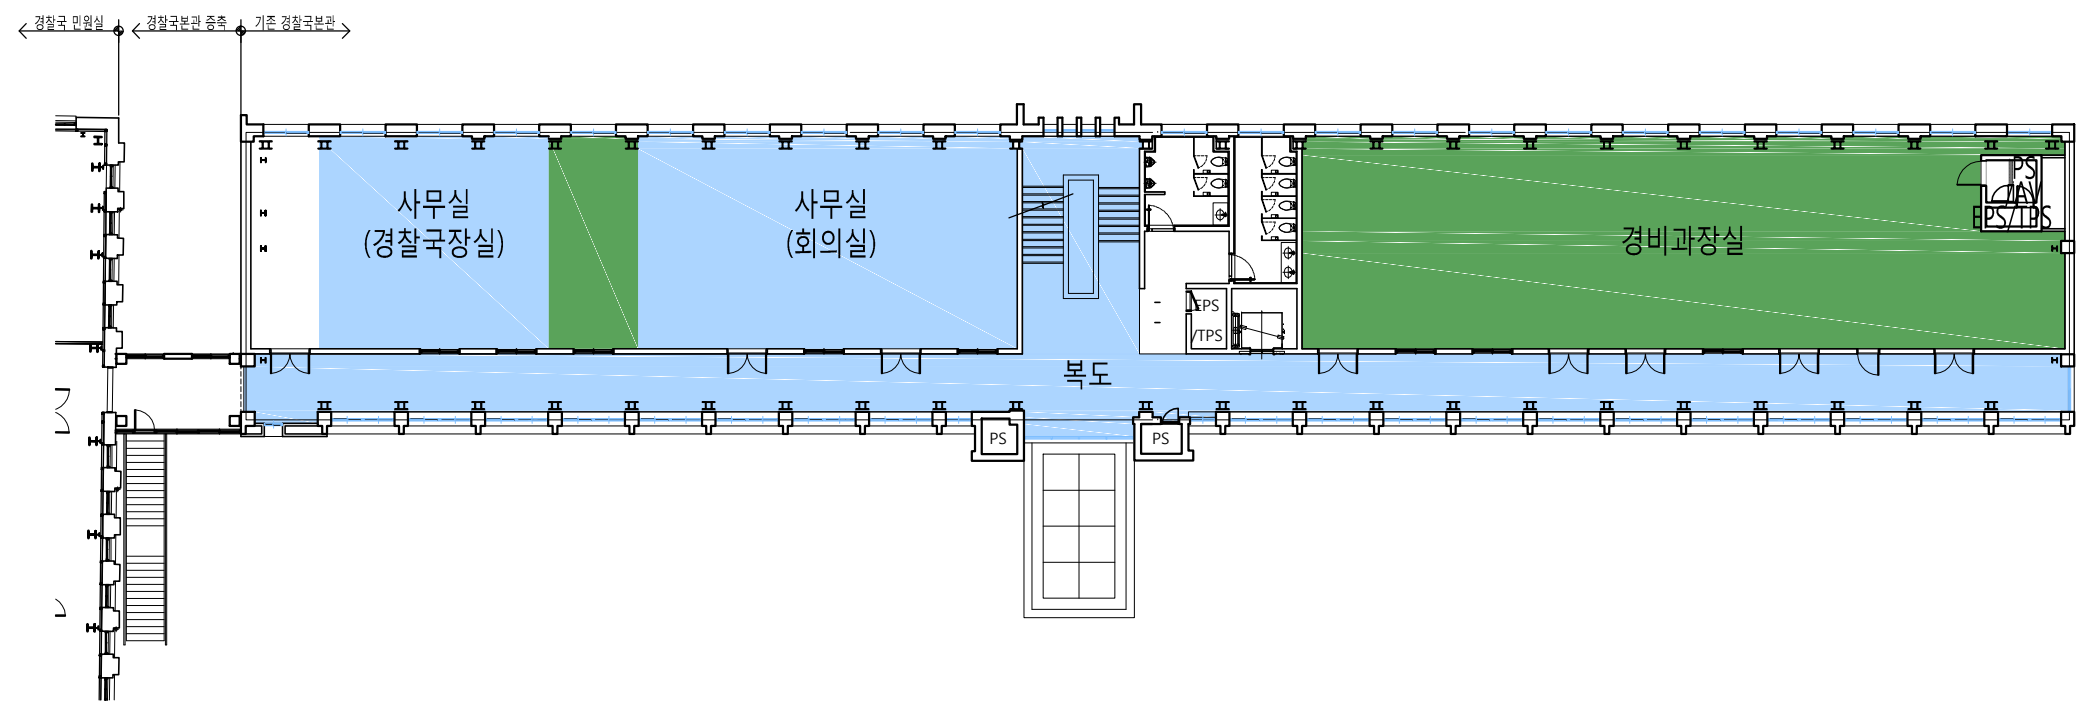 경찰국 민원실
경찰국본관 증축
기존 경찰국본관
사무실
(경찰국장실)
사무실
(회의실)
경비과장실
PS
/AV
EPS/TPS
EPS
/TPS
복도
PS
PS